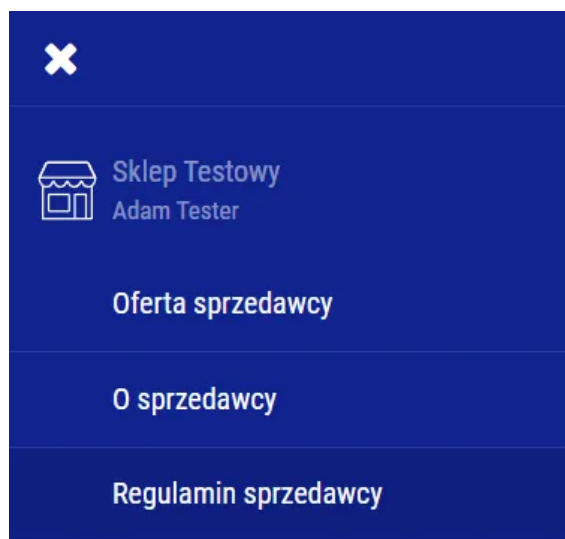 Sklep Testowy
Adam Tester
Oferta sprzedawcy
O sprzedawcy
Regulamin sprzedawcy